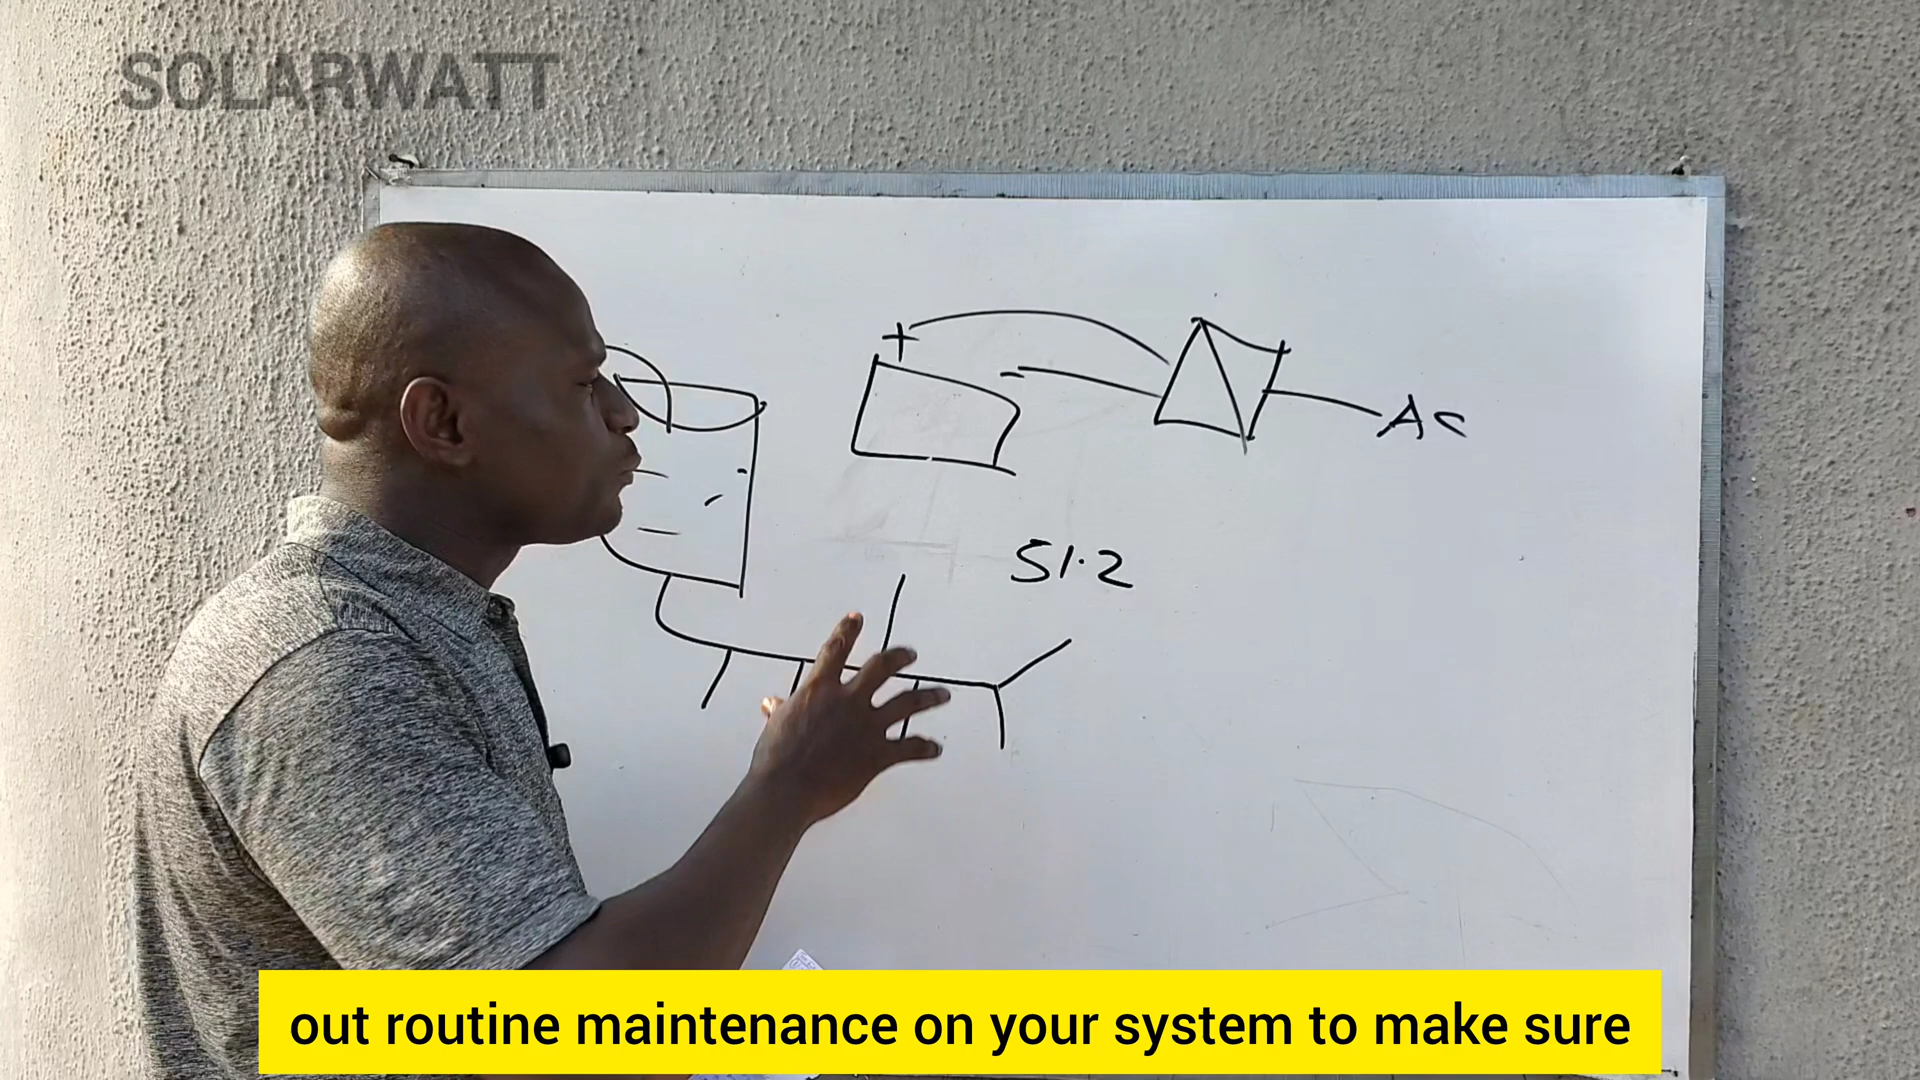 SOLARWATT
+
-
AC
51.2
out routine maintenance on your system to make sure